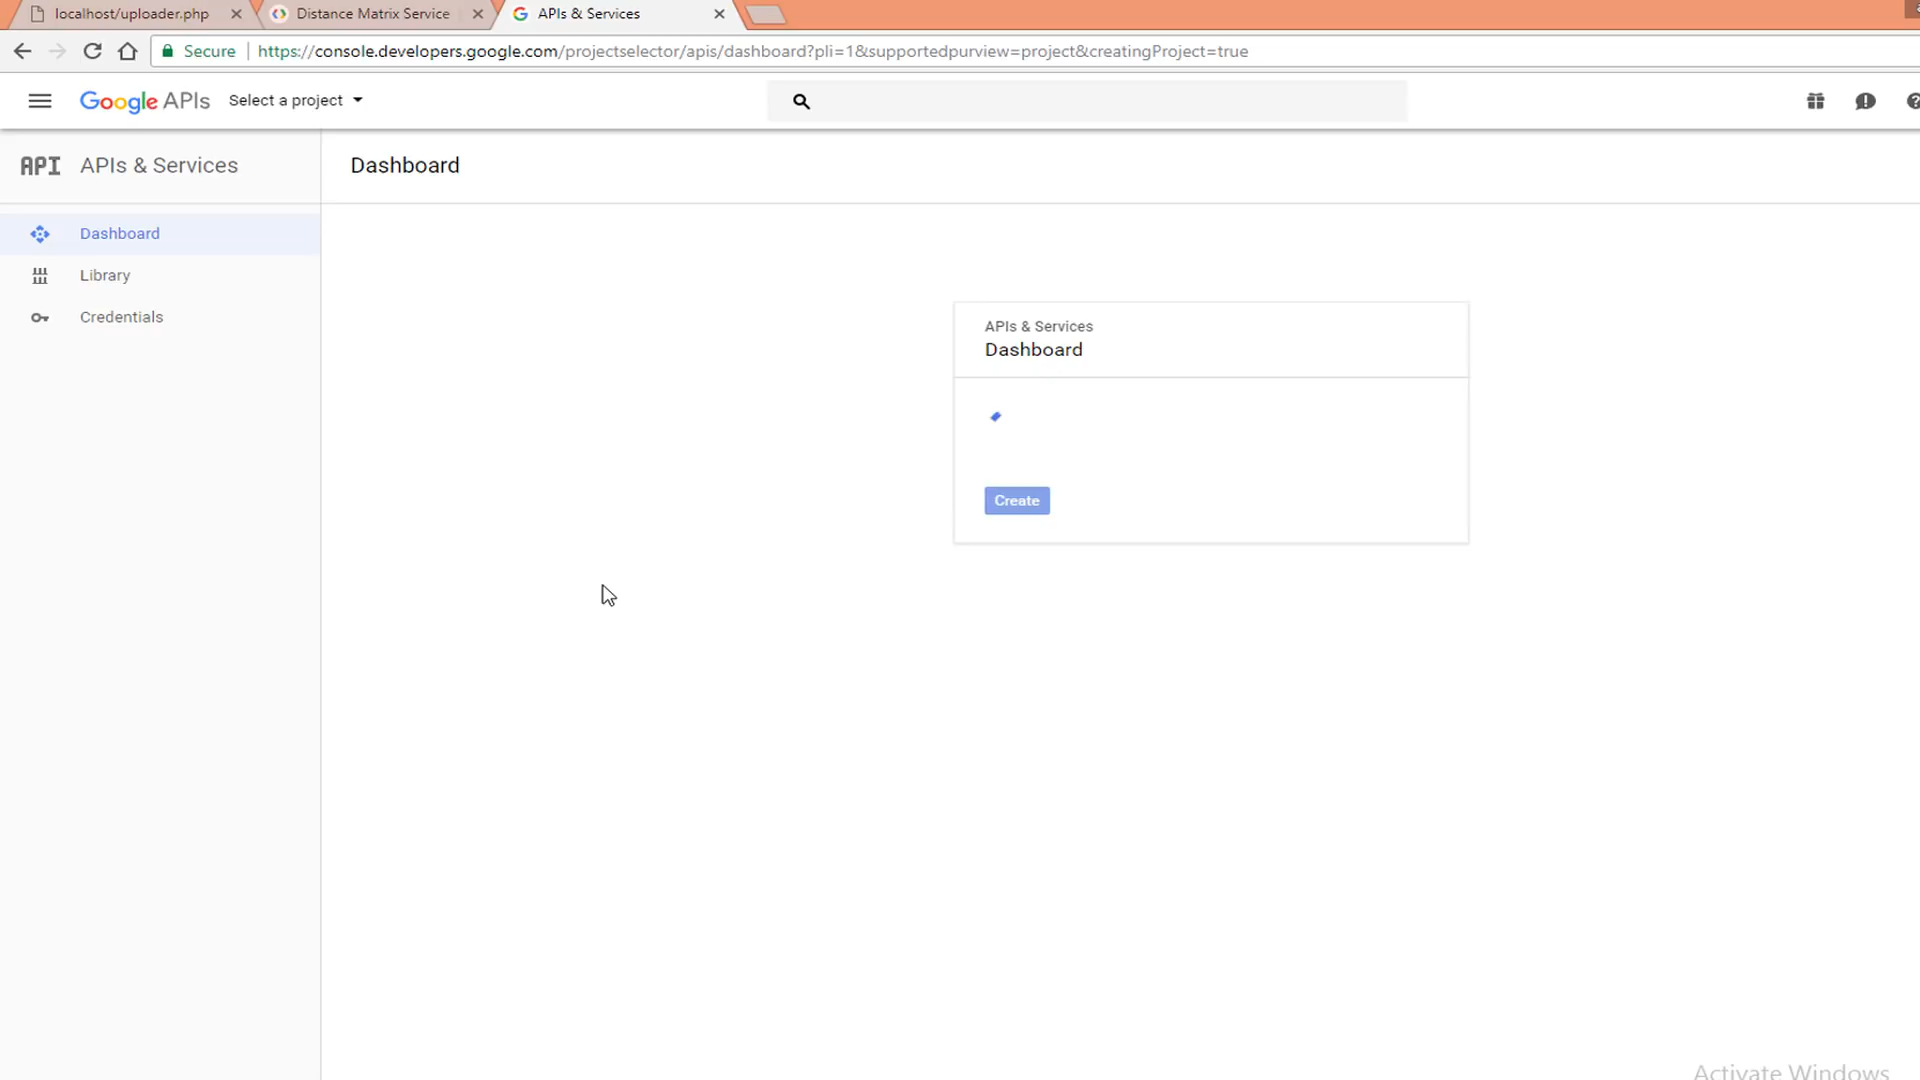 localhost/uploader.php
Distance Matrix Service
APIs & Services
Secure
https://console.developers.google.com/projectselector/apis/dashboard?pli=1&supportedpurview=project&creatingProject=true
Google APIs
Select a project
API APIs & Services
Dashboard
Dashboard
Library
Credentials
APIs & Services
Dashboard
Create
Activate Windows